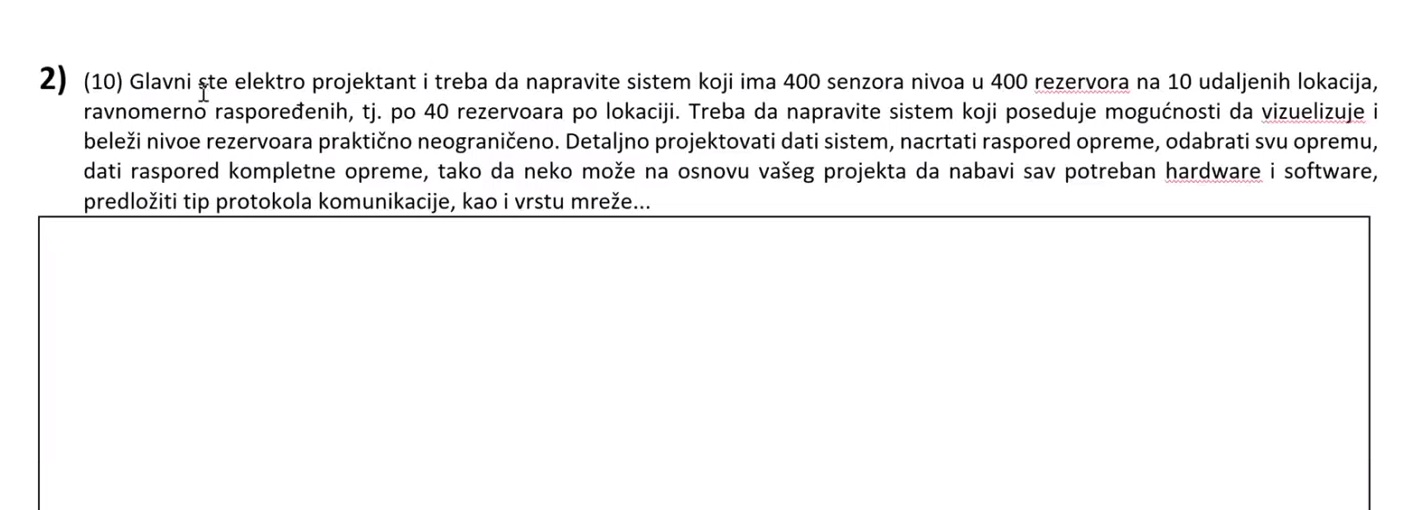 2) (10) Glavni ste elektro projektant i treba da napravite sistem koji ima 400 senzora nivoa u 400 rezervora na 10 udaljenih lokacija,
ravnomerno raspoređenih, tj. po 40 rezervoara po lokaciji. Treba da napravite sistem koji poseduje mogućnosti da vizuelizuje i
beleži nivoe rezervoara praktično neograničeno. Detaljno projektovati dati sistem, nacrtati raspored opreme, odabrati svu opremu,
dati raspored kompletne opreme, tako da neko može na osnovu vašeg projekta da nabavi sav potreban hardware i software,
predložiti tip protokola komunikacije, kao i vrstu mreže...